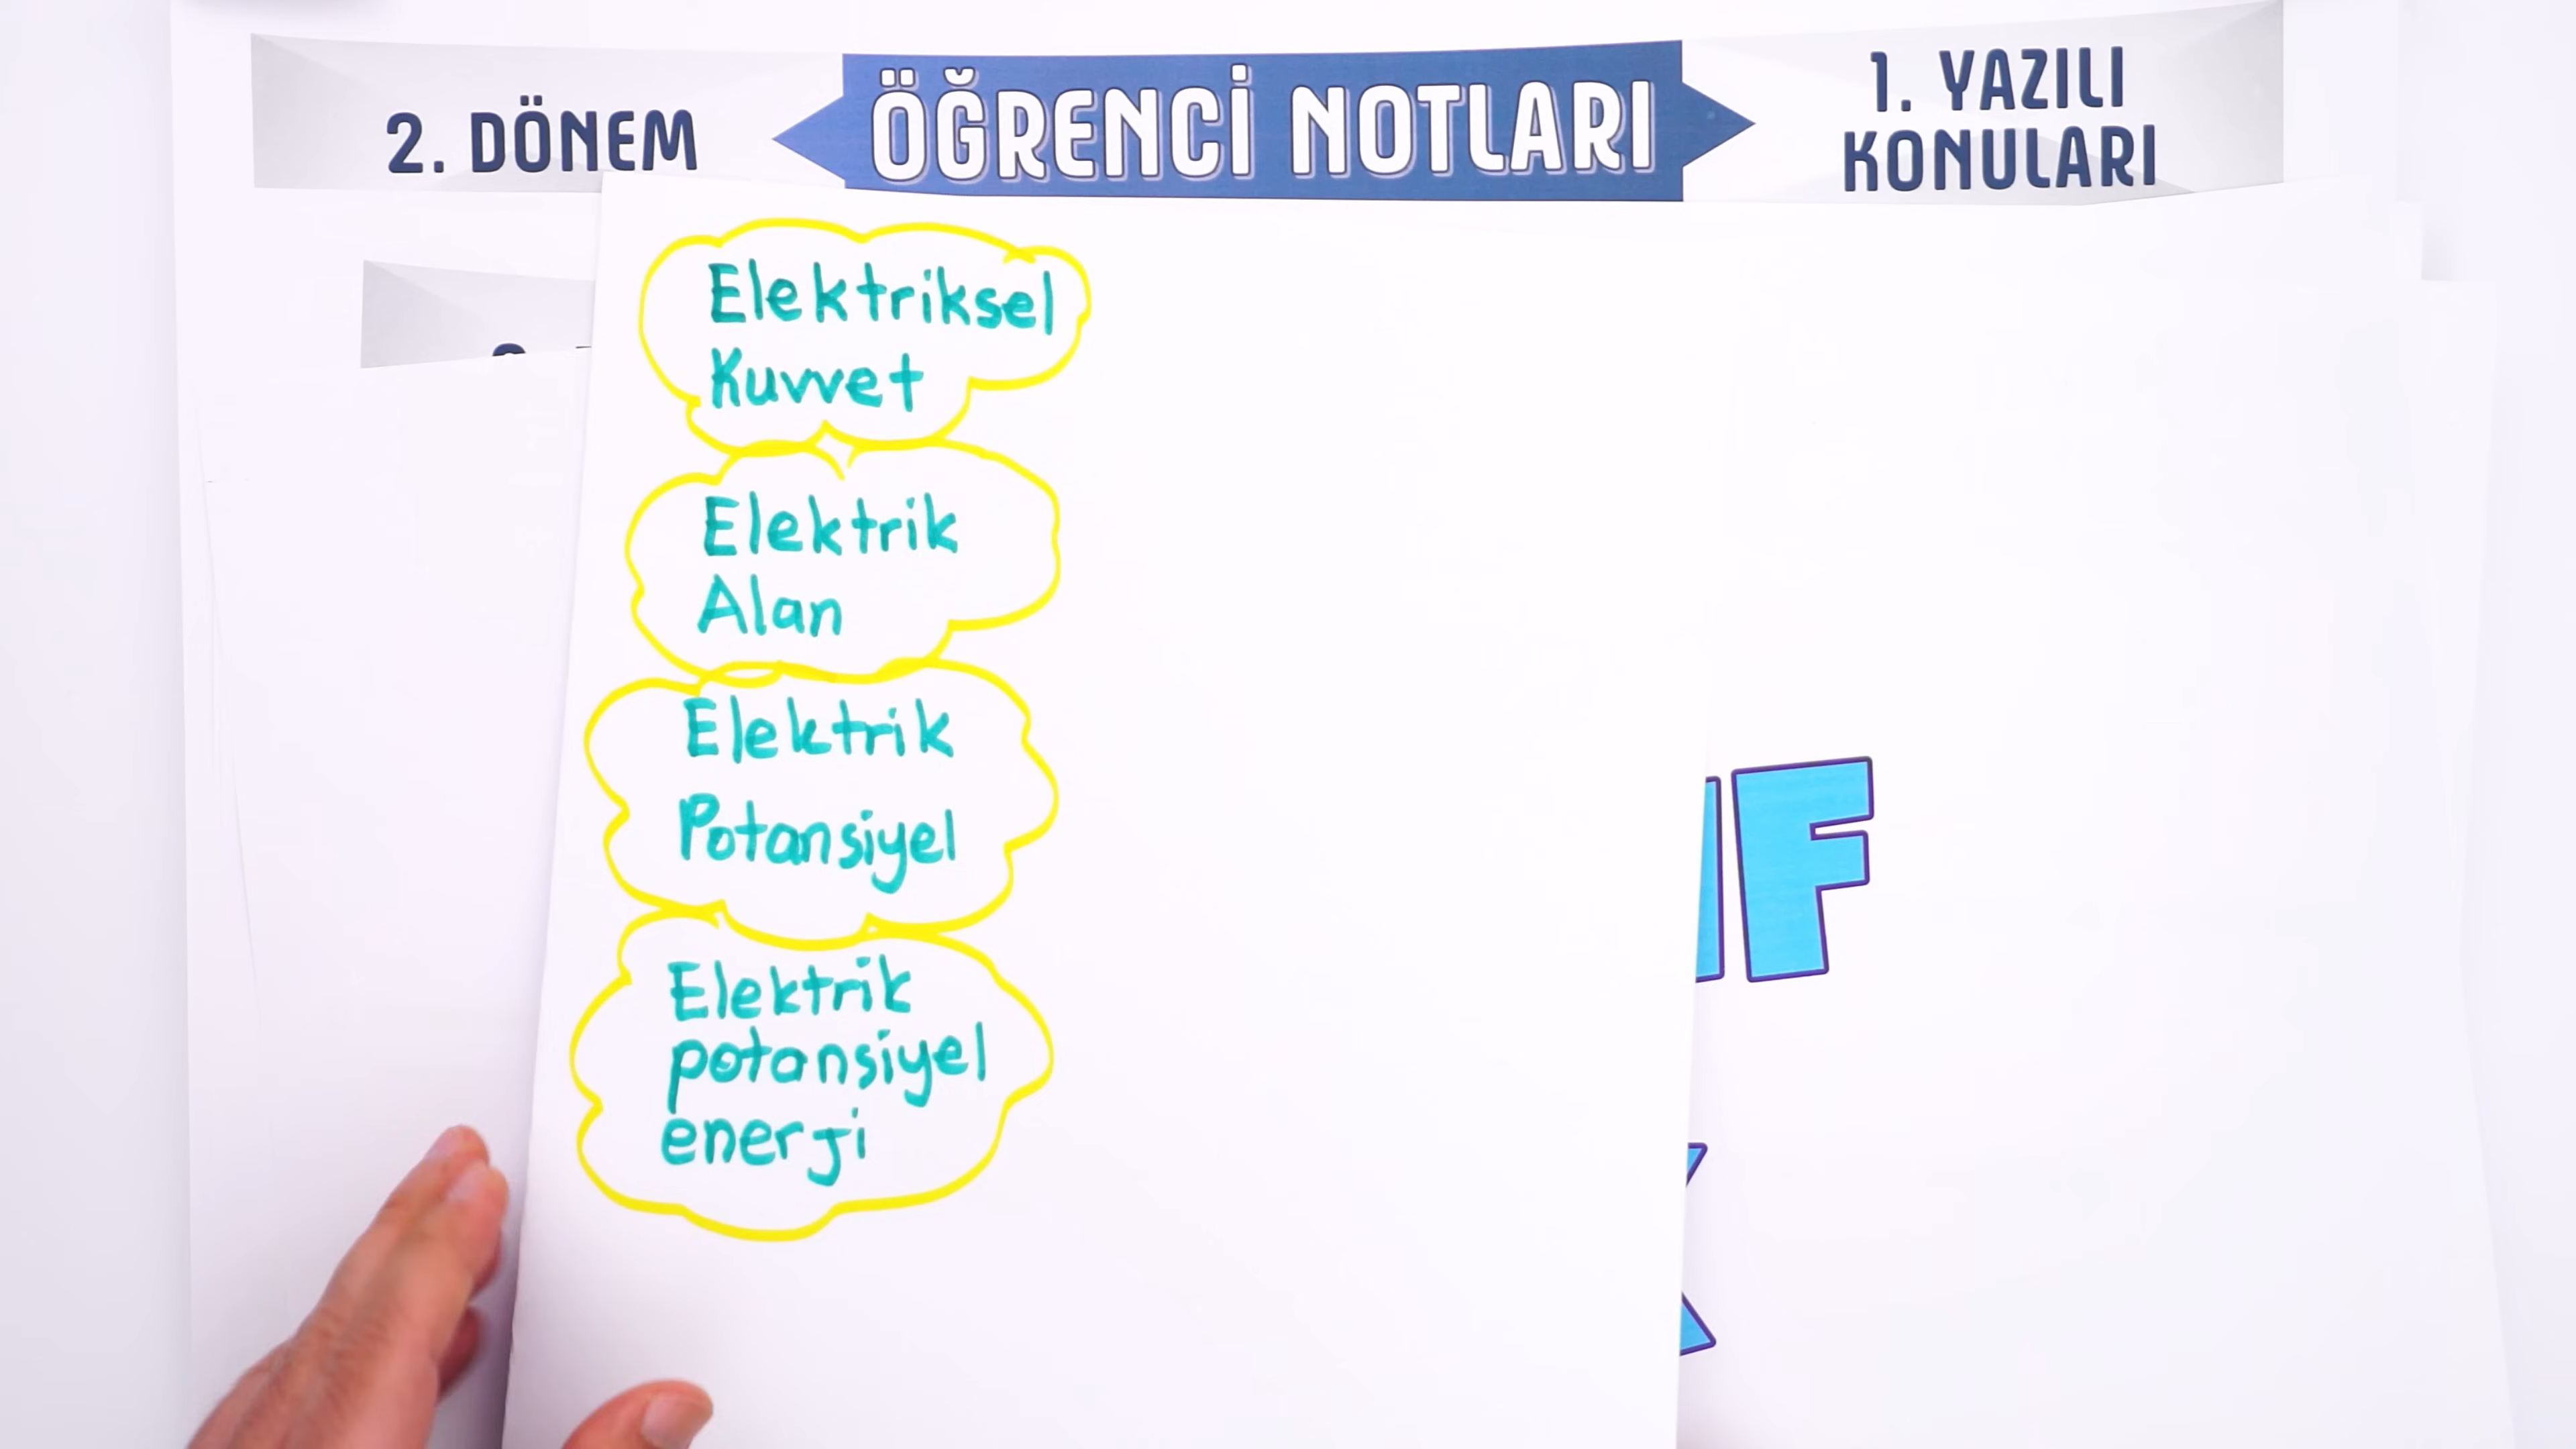 2. DÖNEM
ÖĞRENCİ NOTLARI
1. YAZILI
KONULARI
Elektriksel
Kuvvet
Elektrik
Alan
Elektrik
Potansiyel
Elektrik
potansiyel
enerji